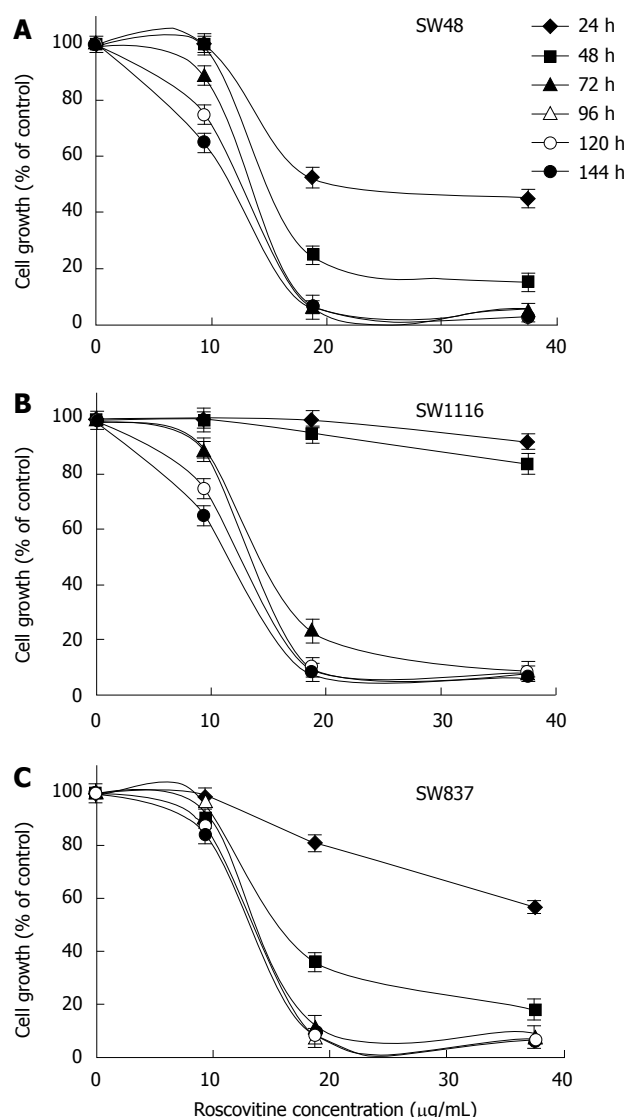 A
SW48
24 h
48 h
72 h
96 h
120 h
144 h
Cell growth (% of control)
100
80
60
40
20
0
0 10 20 30 40
B
SW1116
Cell growth (% of control)
100
80
60
40
20
0
0 10 20 30 40
C
SW837
Cell growth (% of control)
100
80
60
40
20
0
0 10 20 30 40
Roscovitine concentration (μg/mL)